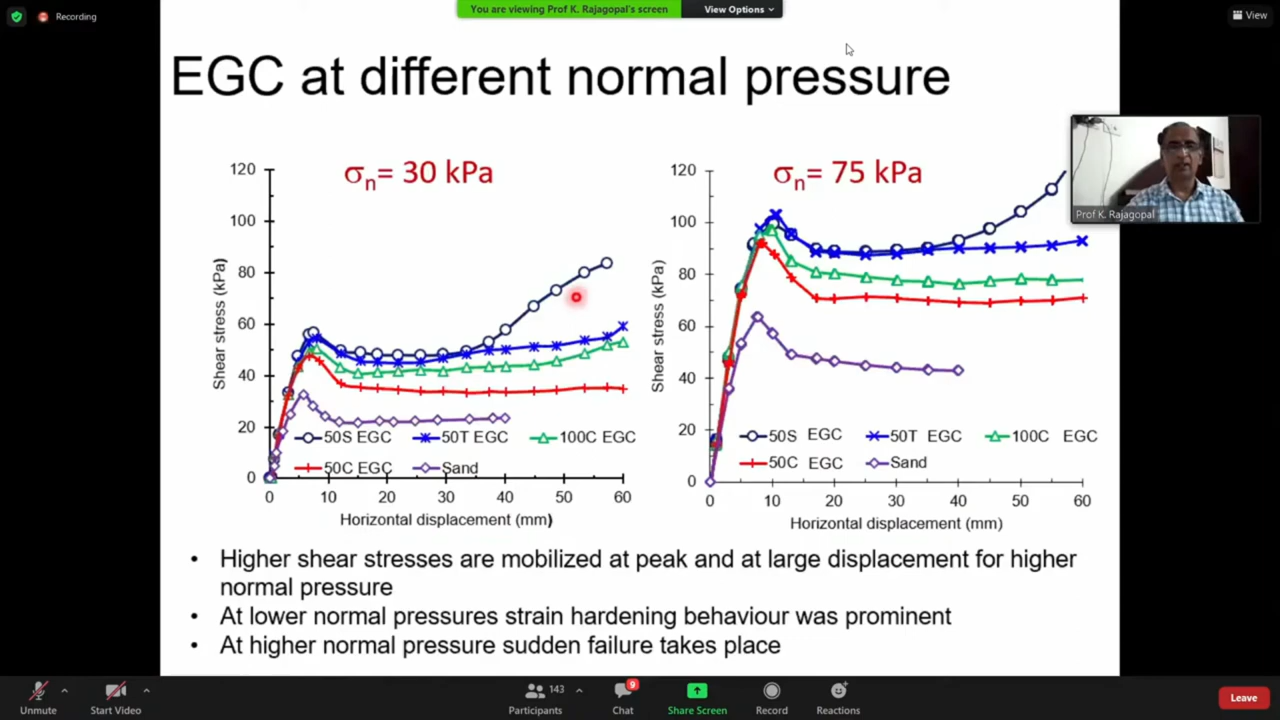 Recording
You are viewing Prof K. Rajagopal's screen
View Options
View
EGC at different normal pressure
σn= 30 kPa
120
100
80
60
40
20
0
Shear stress (kPa)
50S EGC
50T EGC
100C EGC
50C EGC
Sand
0 10 20 30 40 50 60
Horizontal displacement (mm)
σn= 75 kPa
120
100
80
60
40
20
0
Shear stress (kPa)
50S EGC
50T EGC
100C EGC
50C EGC
Sand
0 10 20 30 40 50 60
Horizontal displacement (mm)
Prof K. Rajagopal
• Higher shear stresses are mobilized at peak and at large displacement for higher
normal pressure
• At lower normal pressures strain hardening behaviour was prominent
• At higher normal pressure sudden failure takes place
Unmute
Start Video
143
Participants
9
Chat
Share Screen
Record
Reactions
Leave